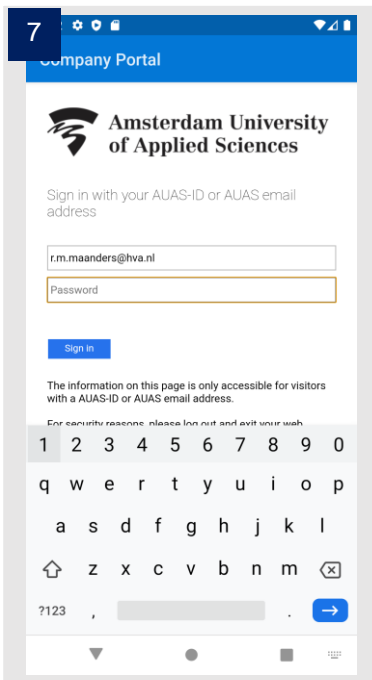 7
Company Portal
Amsterdam University
of Applied Sciences
Sign in with your AUAS-ID or AUAS email
address
r.m.maanders@hva.nl
Password
Sign in
The information on this page is only accessible for visitors
with a AUAS-ID or AUAS email address.
For security reasons, please log out and exit your web
1 2 3 4 5 6 7 8 9 0
q w e r t y u i o p
a s d f g h j k l
z x c v b n m
?123 , .